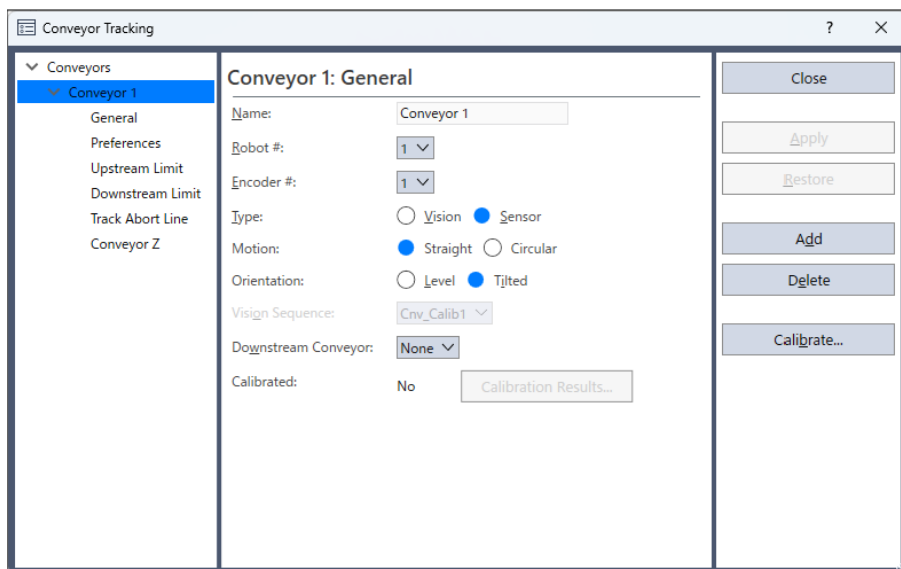 Conveyor Tracking
?
Conveyors
Conveyor 1
General
Preferences
Upstream Limit
Downstream Limit
Track Abort Line
Conveyor Z
Conveyor 1: General
Name: Conveyor 1
Robot #: 1
Encoder #: 1
Type: Vision Sensor
Motion: Straight Circular
Orientation: Level Tilted
Vision Sequence: Cnv_Calib1
Downstream Conveyor: None
Calibrated: No Calibration Results...
Close
Apply
Restore
Add
Delete
Calibrate...